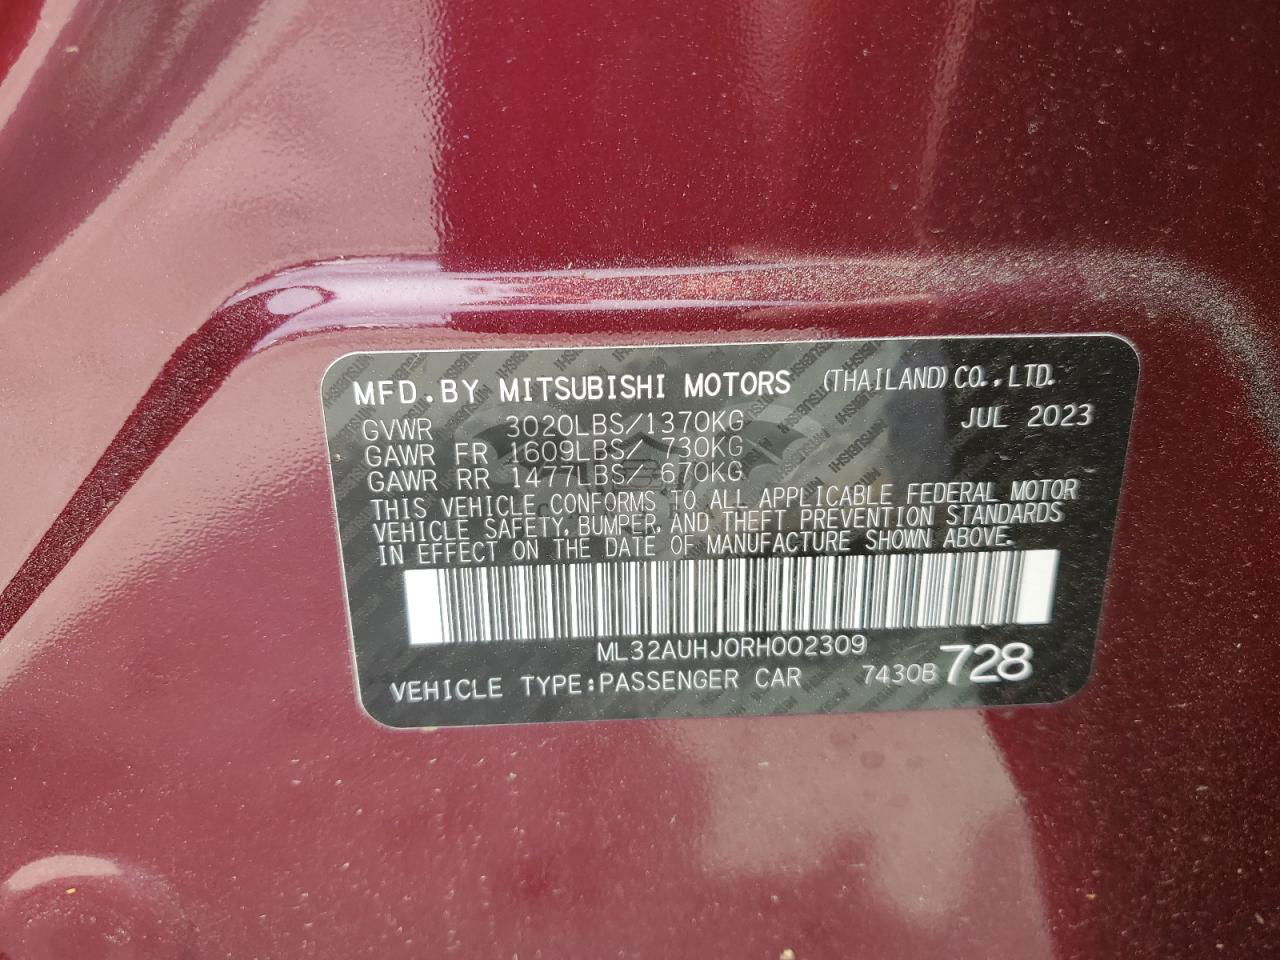 MFD.BY MITSUBISHI MOTORS (THAILAND) CO.,LTD.
GVWR 3020LBS/1370KG JUL 2023
GAWR FR 1609LBS/ 730KG
GAWR RR 1477LBS/ 670KG
THIS VEHICLE CONFORMS TO ALL APPLICABLE FEDERAL MOTOR
VEHICLE SAFETY, BUMPER, AND THEFT PREVENTION STANDARDS
IN EFFECT ON THE DATE OF MANUFACTURE SHOWN ABOVE.
ML32AUHJ0RH002309
VEHICLE TYPE:PASSENGER CAR 7430B 728